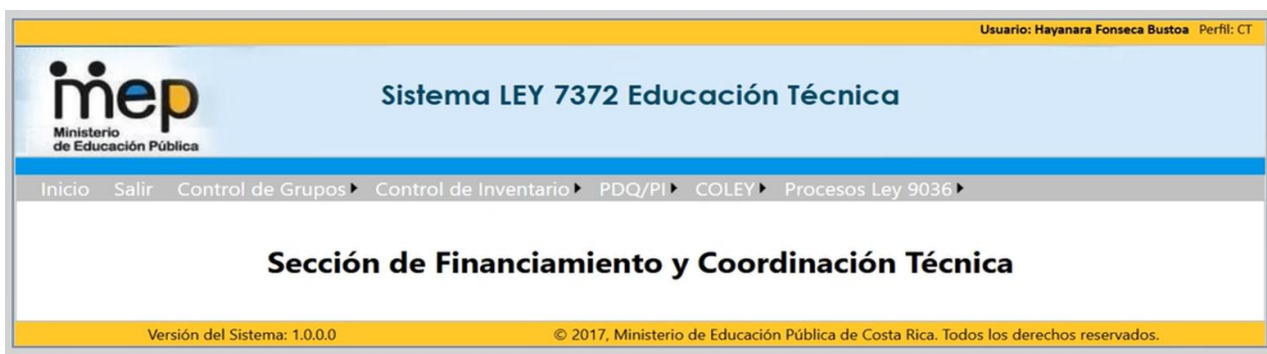 Usuario: Hayanara Fonseca Bustoa Perfil: CT
mep
Ministerio
de Educación Pública
Sistema LEY 7372 Educación Técnica
Inicio Salir Control de Grupos Control de Inventario PDQ/PI COLEY Procesos Ley 9036
Sección de Financiamiento y Coordinación Técnica
Versión del Sistema: 1.0.0.0 © 2017, Ministerio de Educación Pública de Costa Rica. Todos los derechos reservados.